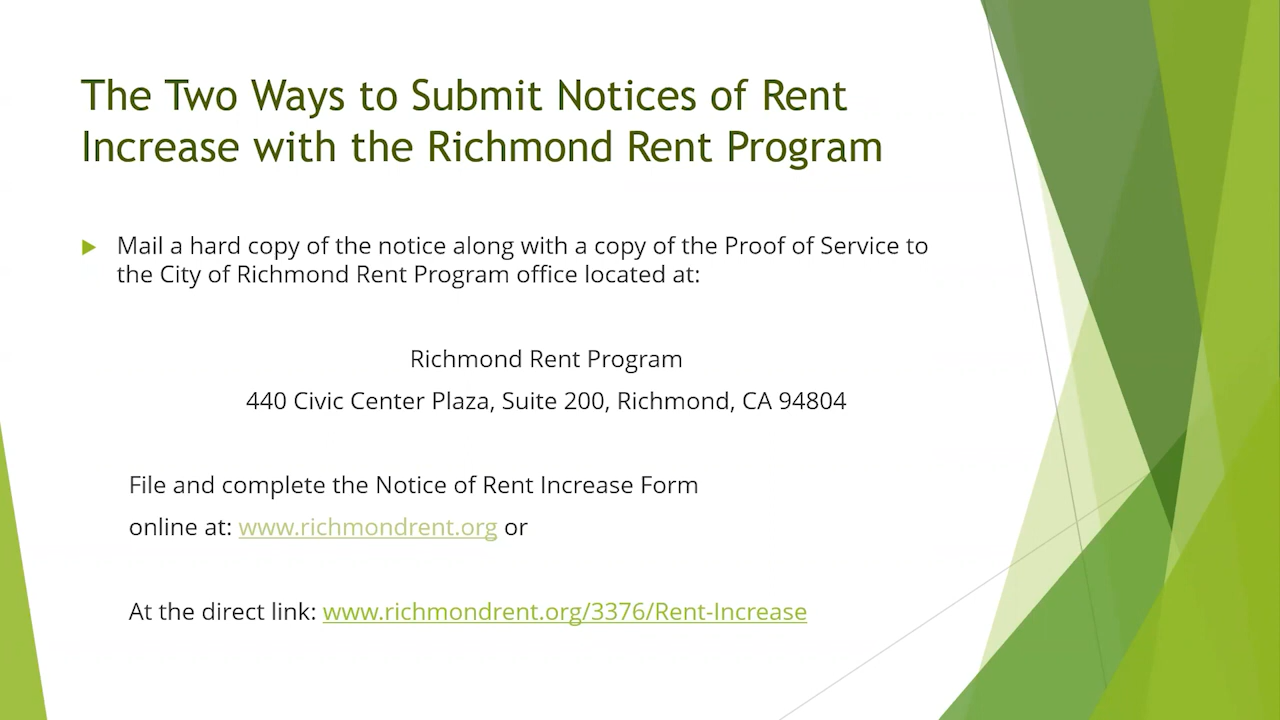 The Two Ways to Submit Notices of Rent
Increase with the Richmond Rent Program
Mail a hard copy of the notice along with a copy of the Proof of Service to
the City of Richmond Rent Program office located at:
Richmond Rent Program
440 Civic Center Plaza, Suite 200, Richmond, CA 94804
File and complete the Notice of Rent Increase Form
online at: www.richmondrent.org or
At the direct link: www.richmondrent.org/3376/Rent-Increase